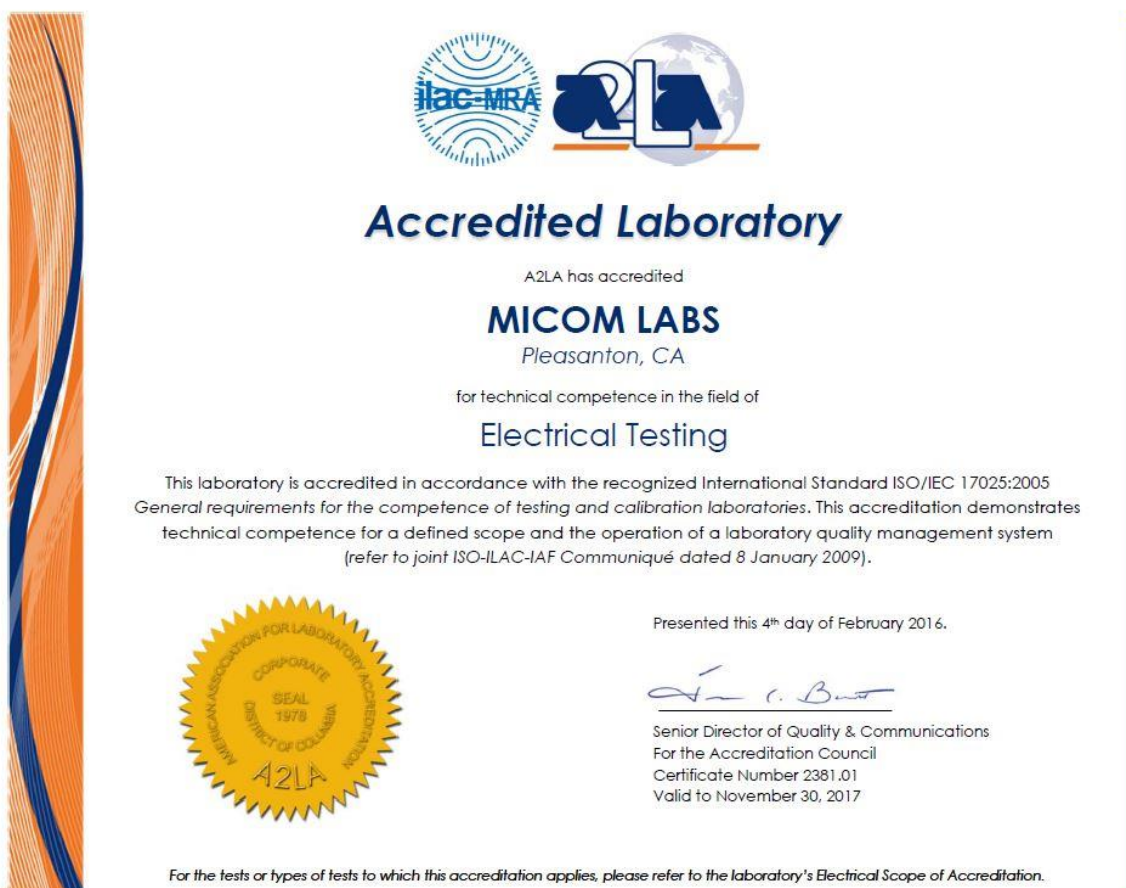 ilac-MRA
a2La
Accredited Laboratory
A2LA has accredited
MICOM LABS
Pleasanton, CA
for technical competence in the field of
Electrical Testing
This laboratory is accredited in accordance with the recognized International Standard ISO/IEC 17025:2005
General requirements for the competence of testing and calibration laboratories. This accreditation demonstrates
technical competence for a defined scope and the operation of a laboratory quality management system
(refer to joint ISO-ILAC-IAF Communiqué dated 8 January 2009).
AMERICAN ASSOCIATION FOR LABORATORY ACCREDITATION
CORPORATE
SEAL
1978
DISTRICT OF COLUMBIA
A2LA
Presented this 4th day of February 2016.
Senior Director of Quality & Communications
For the Accreditation Council
Certificate Number 2381.01
Valid to November 30, 2017
For the tests or types of tests to which this accreditation applies, please refer to the laboratory's Electrical Scope of Accreditation.